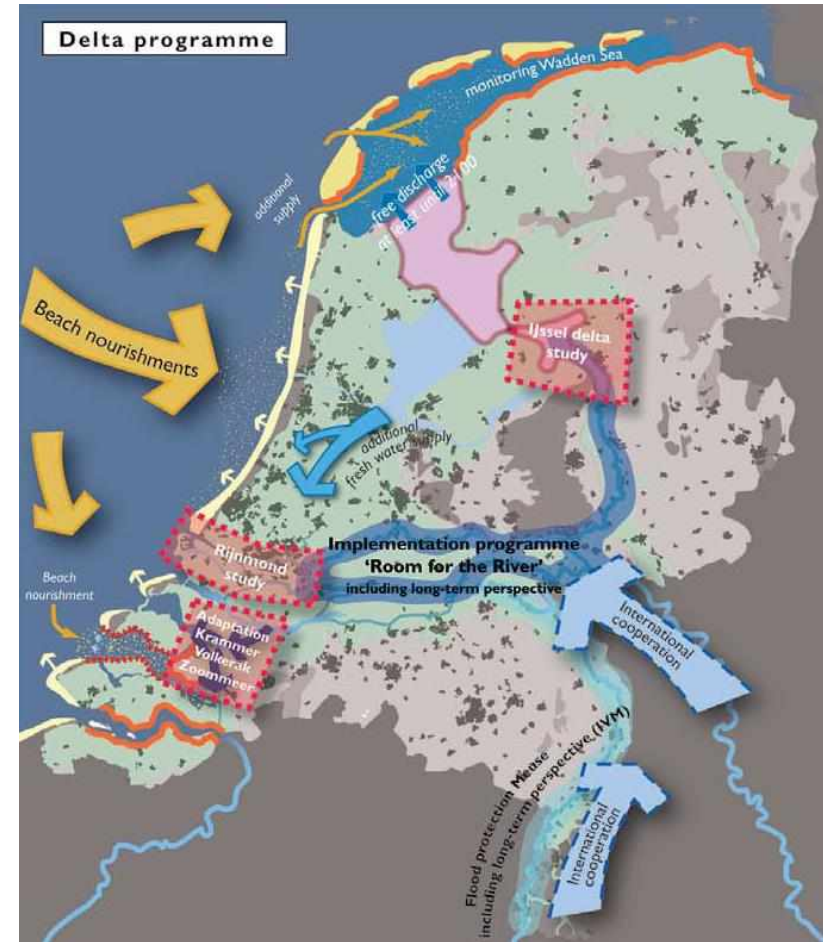 Delta programme
monitoring Wadden Sea
additional
supply
free discharge
at least until 2100
Beach nourishments
IJssel delta
study
additional
fresh water supply
Rijnmond
study
Implementation programme
‘Room for the River’
including long-term perspective
Beach
nourishment
Adaptation
Krammer
Volkerak
Zoommeer
International
cooperation
Flood protection Meuse
including long-term perspective (IVM)
International
cooperation